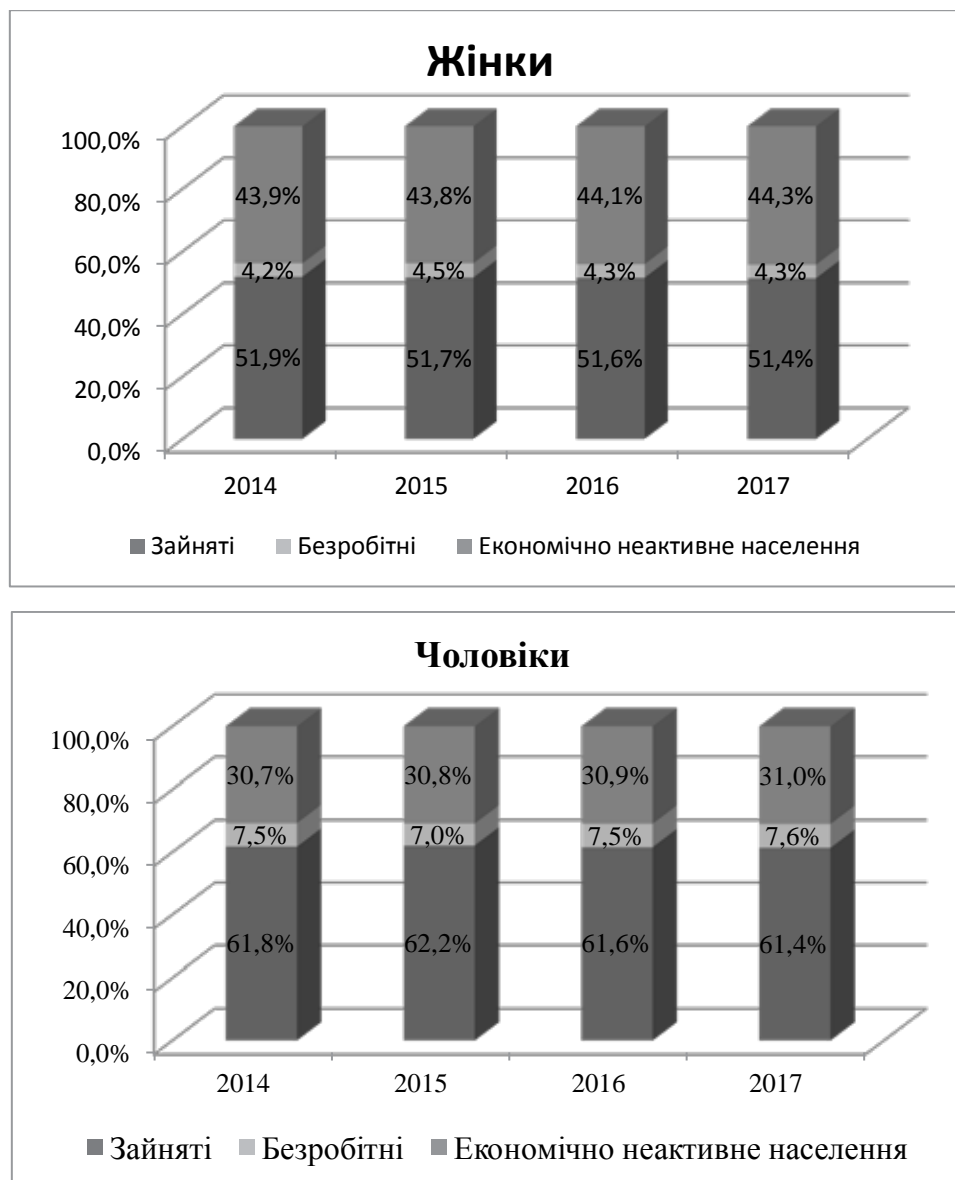 Жінки
100,0%
80,0%
60,0%
40,0%
20,0%
0,0%
43,9% 43,8% 44,1% 44,3%
4,2% 4,5% 4,3% 4,3%
51,9% 51,7% 51,6% 51,4%
2014 2015 2016 2017
Зайняті Безробітні Економічно неактивне населення
Чоловіки
100,0%
80,0%
60,0%
40,0%
20,0%
0,0%
30,7% 30,8% 30,9% 31,0%
7,5% 7,0% 7,5% 7,6%
61,8% 62,2% 61,6% 61,4%
2014 2015 2016 2017
Зайняті Безробітні Економічно неактивне населення